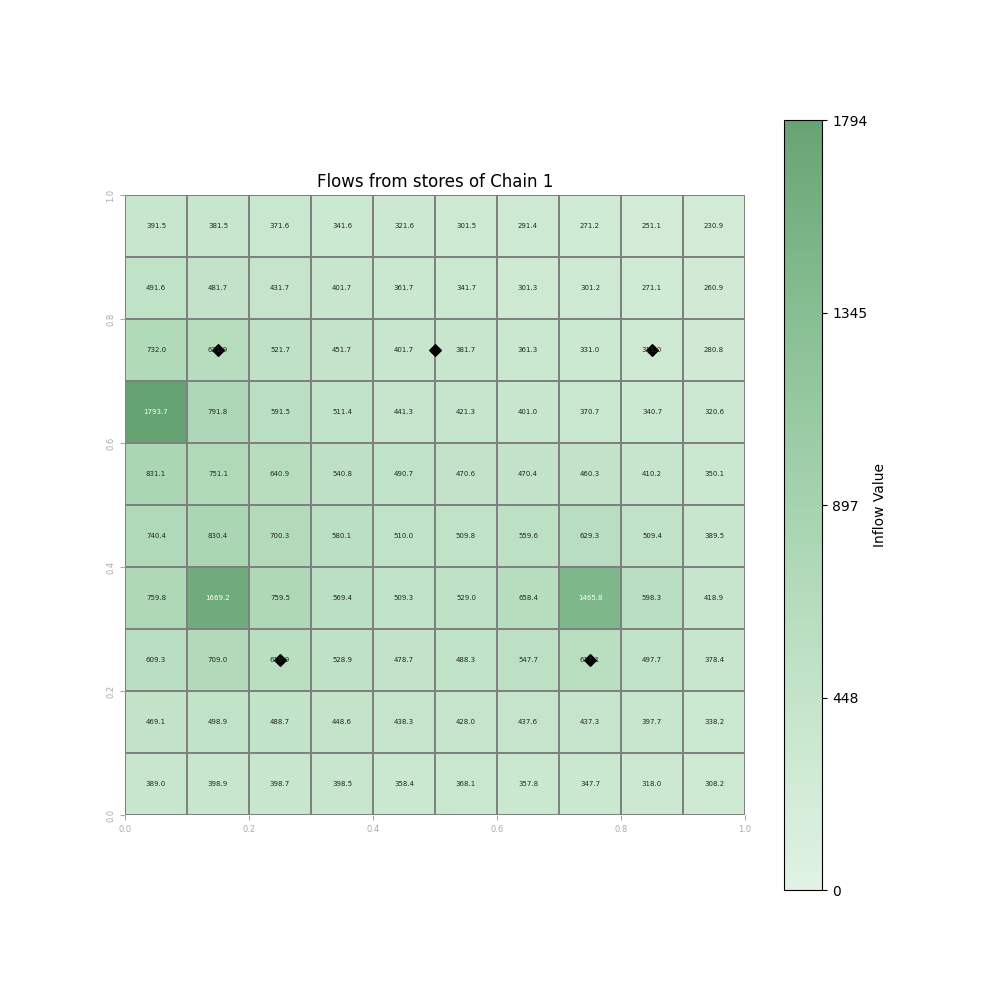 Flows from stores of Chain 1
391.5 381.5 371.6 341.6 321.6 301.5 291.4 271.2 251.1 230.9
491.6 481.7 431.7 401.7 361.7 341.7 301.3 301.2 271.1 260.9
732.0 521.7 451.7 401.7 381.7 361.3 331.0 280.8
1793.7 791.8 591.5 511.4 441.3 421.3 401.0 370.7 340.7 320.6
831.1 751.1 640.9 540.8 490.7 470.6 470.4 460.3 410.2 350.1
740.4 830.4 700.3 580.1 510.0 509.8 559.6 629.3 509.4 389.5
759.8 1669.2 759.5 569.4 509.3 529.0 658.4 1465.8 598.3 418.9
609.3 709.0 528.9 478.7 488.3 547.7 497.7 378.4
469.1 498.9 488.7 448.6 438.3 428.0 437.6 437.3 397.7 338.2
389.0 398.9 398.7 398.5 358.4 368.1 357.8 347.7 318.0 308.2
1.0
0.8
0.6
0.4
0.2
0.0
0.0 0.2 0.4 0.6 0.8 1.0
1794
1345
897
448
0
Inflow Value